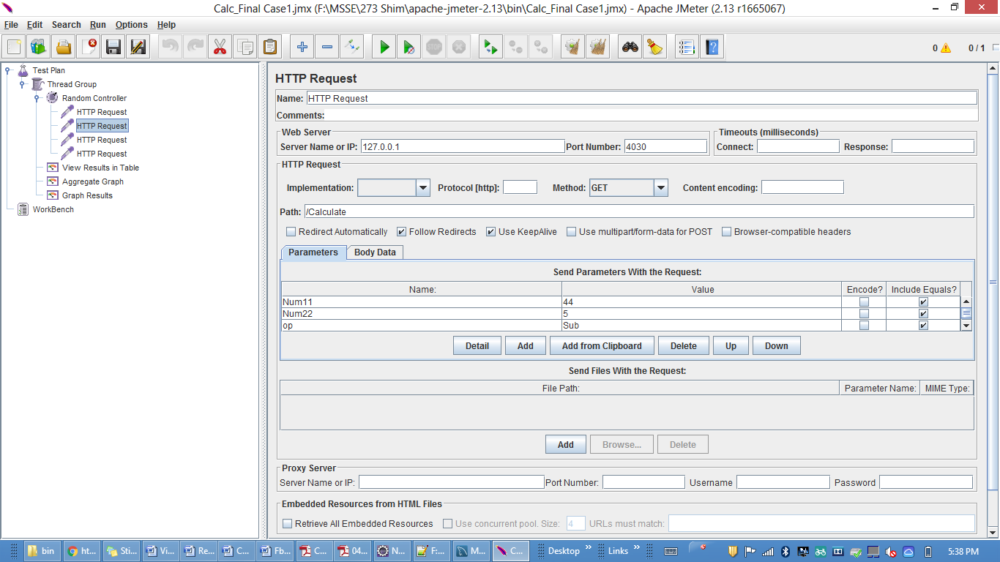 Calc_Final Case1.jmx (F:\MSSE\273 Shim\apache-jmeter-2.13\bin\Calc_Final Case1.jmx) - Apache JMeter (2.13 r1665067)
File Edit Search Run Options Help
0 0 / 1
Test Plan
Thread Group
Random Controller
HTTP Request
HTTP Request
HTTP Request
HTTP Request
View Results in Table
Aggregate Graph
Graph Results
WorkBench
HTTP Request
Name: HTTP Request
Comments:
Web Server Timeouts (milliseconds)
Server Name or IP: 127.0.0.1 Port Number: 4030 Connect: Response:
HTTP Request
Implementation: Protocol [http]: Method: GET Content encoding:
Path: /Calculate
Redirect Automatically Follow Redirects Use KeepAlive Use multipart/form-data for POST Browser-compatible headers
Parameters Body Data
Send Parameters With the Request:
Name: Value Encode? Include Equals?
Num11 44
Num22 5
op Sub
Detail Add Add from Clipboard Delete Up Down
Send Files With the Request:
File Path: Parameter Name: MIME Type:
Add Browse... Delete
Proxy Server
Server Name or IP: Port Number: Username Password
Embedded Resources from HTML Files
Retrieve All Embedded Resources Use concurrent pool. Size: 4 URLs must match:
bin ht... Sti... Vi... Re... C... Fb... C... 04... N... F:... M... C... Desktop » Links » 5:38 PM